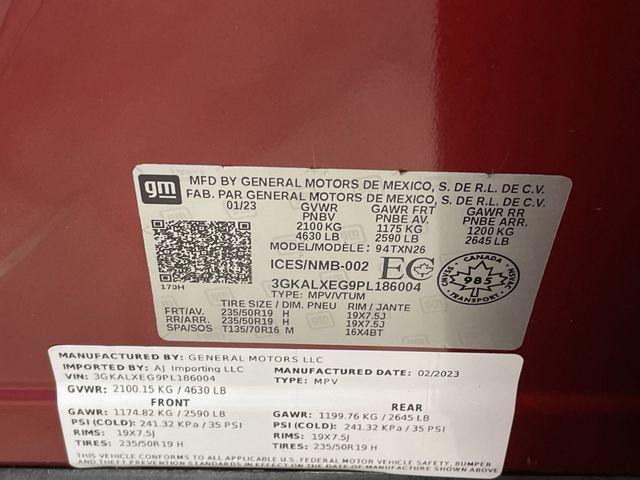 gm
MFD BY GENERAL MOTORS DE MEXICO, S. DE R.L. DE C.V.
FAB. PAR GENERAL MOTORS DE MEXICO, S. DE R.L. DE C.V.
01/23 GVWR GAWR FRT GAWR RR
PNBV PNBE AV. PNBE ARR.
2100 KG 1175 KG 1200 KG
4630 LB 2590 LB 2645 LB
MODEL/MODÈLE: 94TXN26
ICES/NMB-002 EC
3GKALXEG9PL186004
170H TYPE: MPV/VTUM
CANADA
985
NSVAC
TRANSPORT
TIRE SIZE / DIM. PNEU RIM / JANTE
FRT/AV. 235/50R19 H 19X7.5J
RR/ARR. 235/50R19 H 19X7.5J
SPA/SOS T135/70R16 M 16X4BT
MANUFACTURED BY: GENERAL MOTORS LLC
IMPORTED BY: AJ Importing LLC
VIN: 3GKALXEG9PL186004 MANUFACTURED DATE: 02/2023
GVWR: 2100.15 KG / 4630 LB TYPE: MPV
FRONT REAR
GAWR: 1174.82 KG / 2590 LB GAWR: 1199.76 KG / 2645 LB
PSI (COLD): 241.32 KPa / 35 PSI PSI (COLD): 241.32 KPa / 35 PSI
RIMS: 19X7.5J RIMS: 19X7.5J
TIRES: 235/50R19 H TIRES: 235/50R19 H
THIS VEHICLE CONFORMS TO ALL APPLICABLE U.S. FEDERAL MOTOR VEHICLE SAFETY, BUMPER
AND THEFT PREVENTION STANDARDS IN EFFECT ON THE DATE OF MANUFACTURE SHOWN ABOVE.